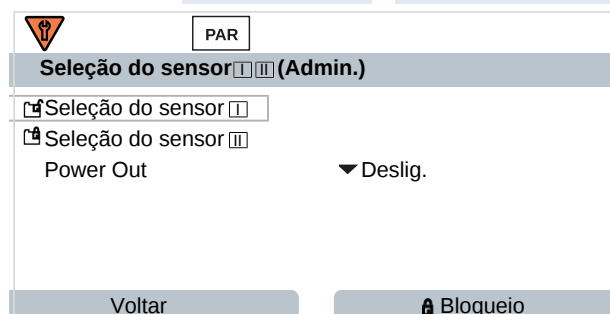 PAR
Seleção do sensor I II (Admin.)
Seleção do sensor I
Seleção do sensor II
Power Out Deslig.
Voltar Bloqueio